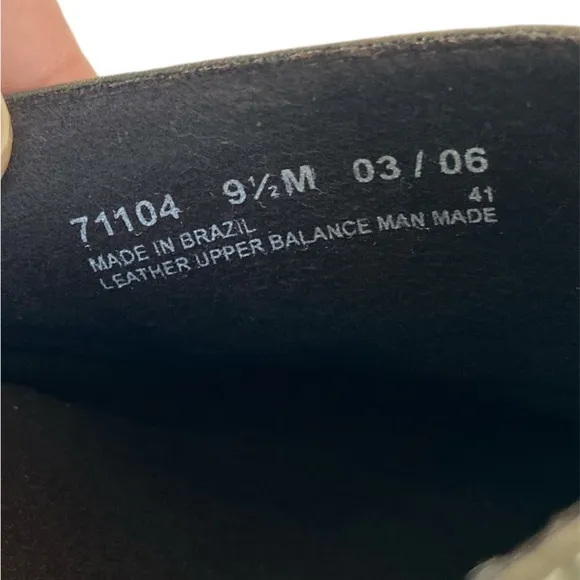 71104 9½M 03 / 06
41
MADE IN BRAZIL
LEATHER UPPER BALANCE MAN MADE